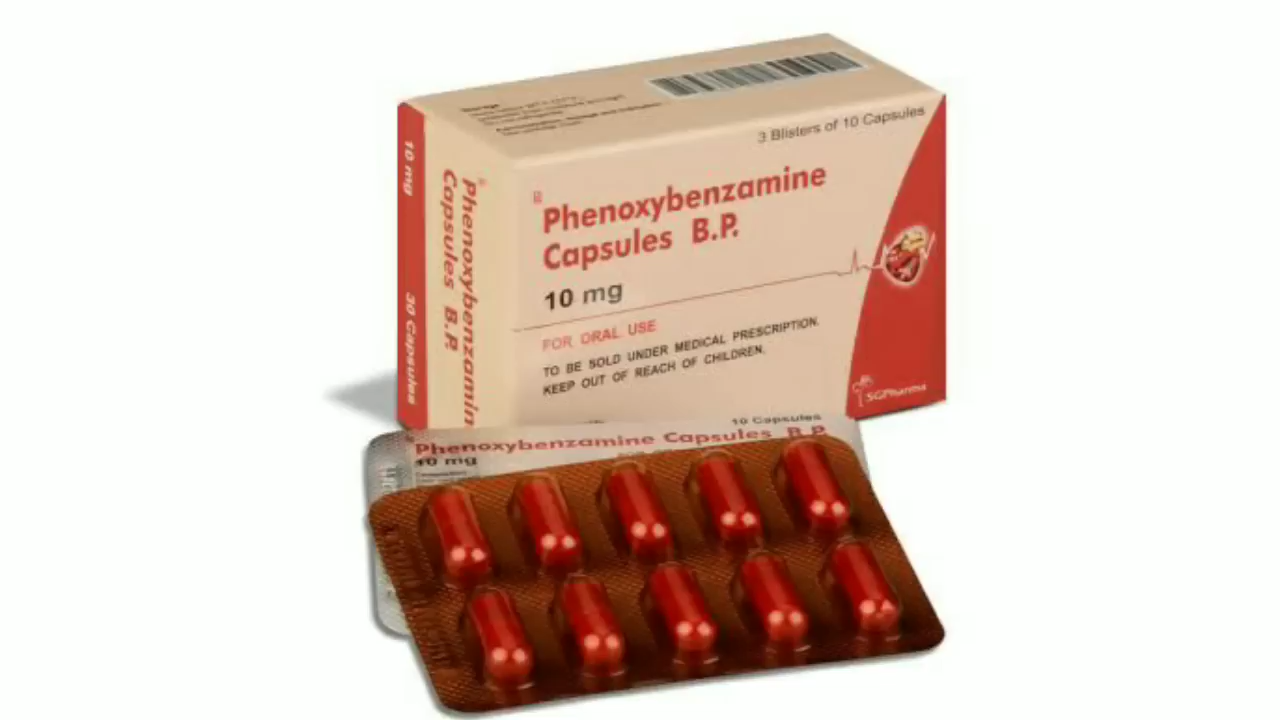 3 Blisters of 10 Capsules
Phenoxybenzamine
Capsules B.P.
10 mg
FOR ORAL USE
TO BE SOLD UNDER MEDICAL PRESCRIPTION.
KEEP OUT OF REACH OF CHILDREN.
SGPharma
10 mg
30 Capsules
Phenoxybenzamin
Capsules B.P.
10 Capsules
Phenoxybenzamine Capsules B.P.
10 mg